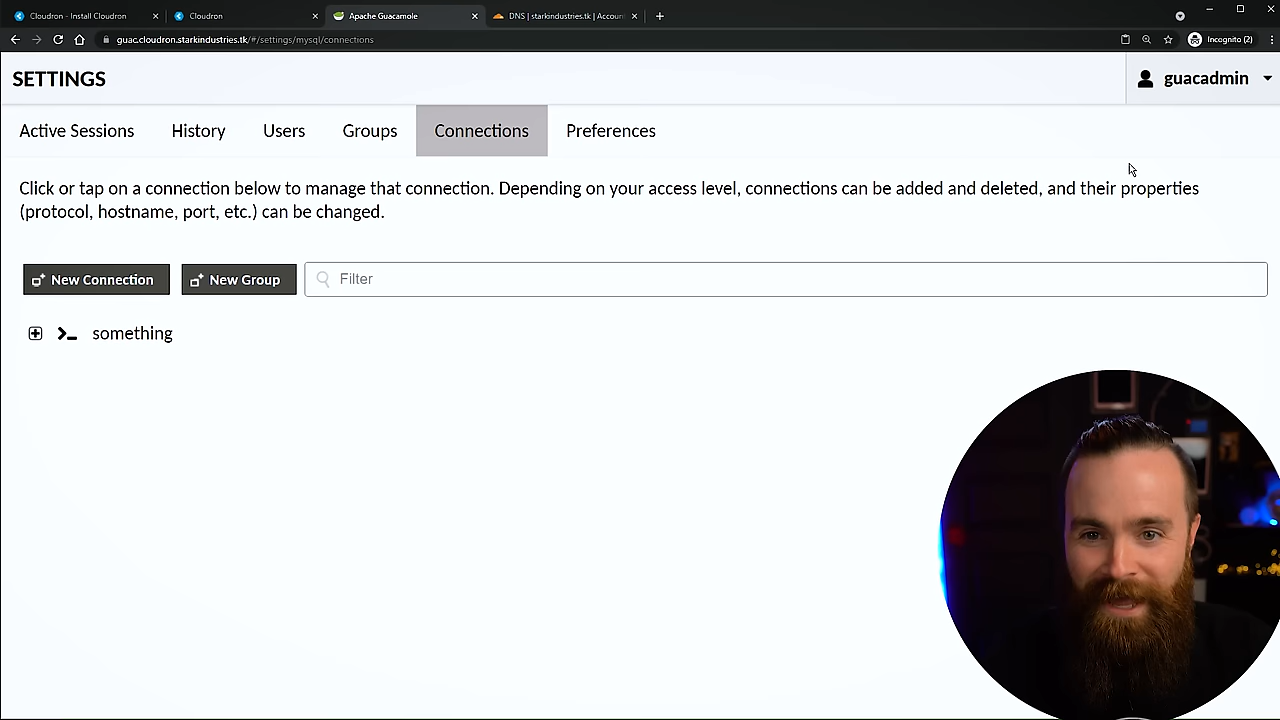 Cloudron - Install Cloudron
Cloudron
Apache Guacamole
DNS | starkindustries.tk | Accoun
guac.cloudron.starkindustries.tk/#/settings/mysql/connections
Incognito (2)
SETTINGS
guacadmin
Active Sessions
History
Users
Groups
Connections
Preferences
Click or tap on a connection below to manage that connection. Depending on your access level, connections can be added and deleted, and their properties
(protocol, hostname, port, etc.) can be changed.
New Connection
New Group
Filter
something